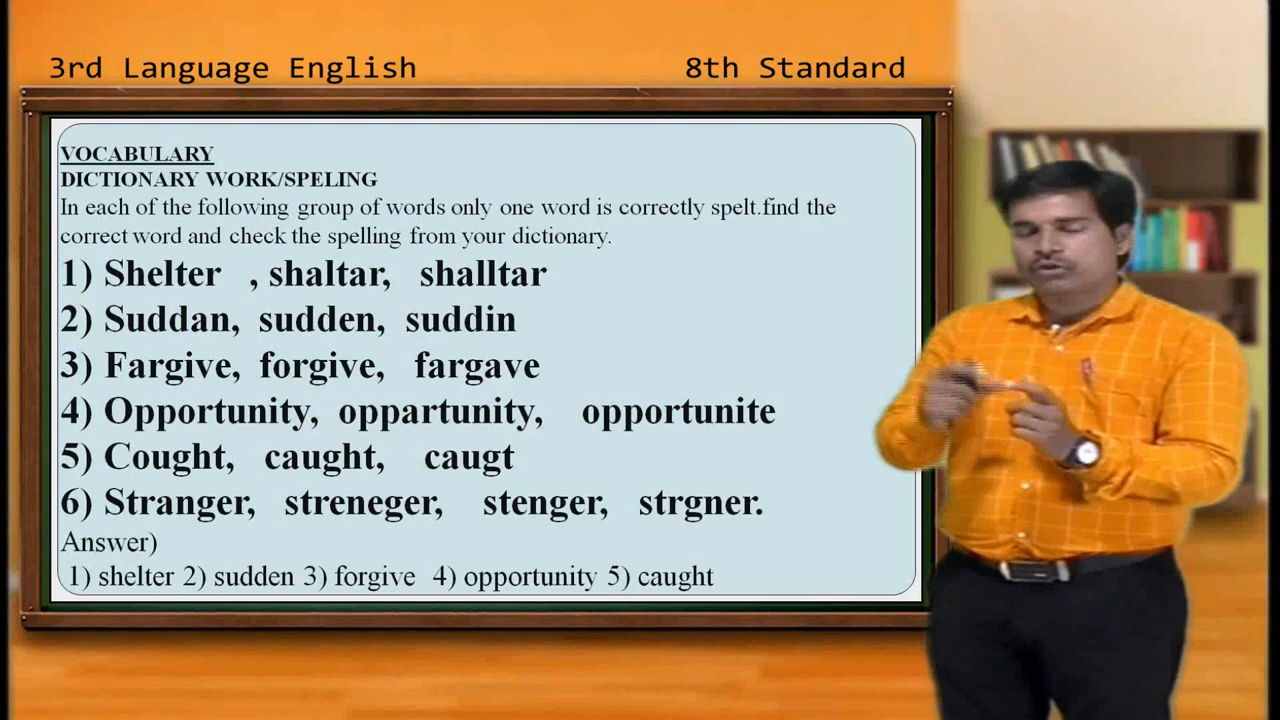 3rd Language English 8th Standard
VOCABULARY
DICTIONARY WORK/SPELING
In each of the following group of words only one word is correctly spelt.find the
correct word and check the spelling from your dictionary.
1) Shelter , shaltar, shalltar
2) Suddan, sudden, suddin
3) Fargive, forgive, fargave
4) Opportunity, oppartunity, opportunite
5) Cought, caught, caugt
6) Stranger, streneger, stenger, strgner.
Answer)
1) shelter 2) sudden 3) forgive 4) opportunity 5) caught